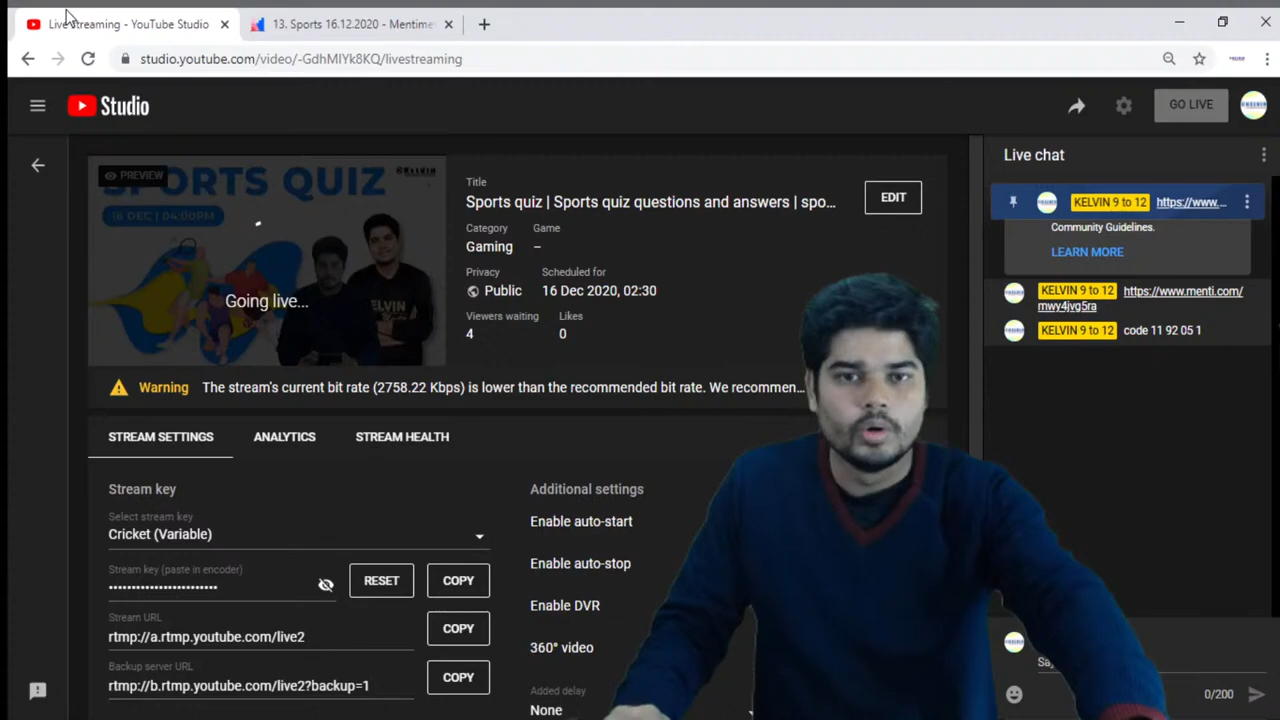 Live streaming - YouTube Studio
13. Sports 16.12.2020 - Mentime
studio.youtube.com/video/-GdhMlYk8KQ/livestreaming
Studio
GO LIVE
PREVIEW
SPORTS QUIZ
KELVIN
16 DEC | 04:00PM
KELVIN
Going live...
Title
Sports quiz | Sports quiz questions and answers | spo...
EDIT
Category
Game
Gaming
–
Privacy
Scheduled for
Public
16 Dec 2020, 02:30
Viewers waiting
Likes
4
0
Warning
The stream's current bit rate (2758.22 Kbps) is lower than the recommended bit rate. We recommen...
STREAM SETTINGS
ANALYTICS
STREAM HEALTH
Stream key
Select stream key
Cricket (Variable)
Stream key (paste in encoder)
························
RESET
COPY
Stream URL
rtmp://a.rtmp.youtube.com/live2
COPY
Backup server URL
rtmp://b.rtmp.youtube.com/live2?backup=1
COPY
Additional settings
Enable auto-start
Enable auto-stop
Enable DVR
360° video
Added delay
None
Live chat
KELVIN 9 to 12 https://www....
Community Guidelines.
LEARN MORE
KELVIN 9 to 12 https://www.menti.com/
mwy4jvg5ra
KELVIN 9 to 12 code 11 92 05 1
0/200